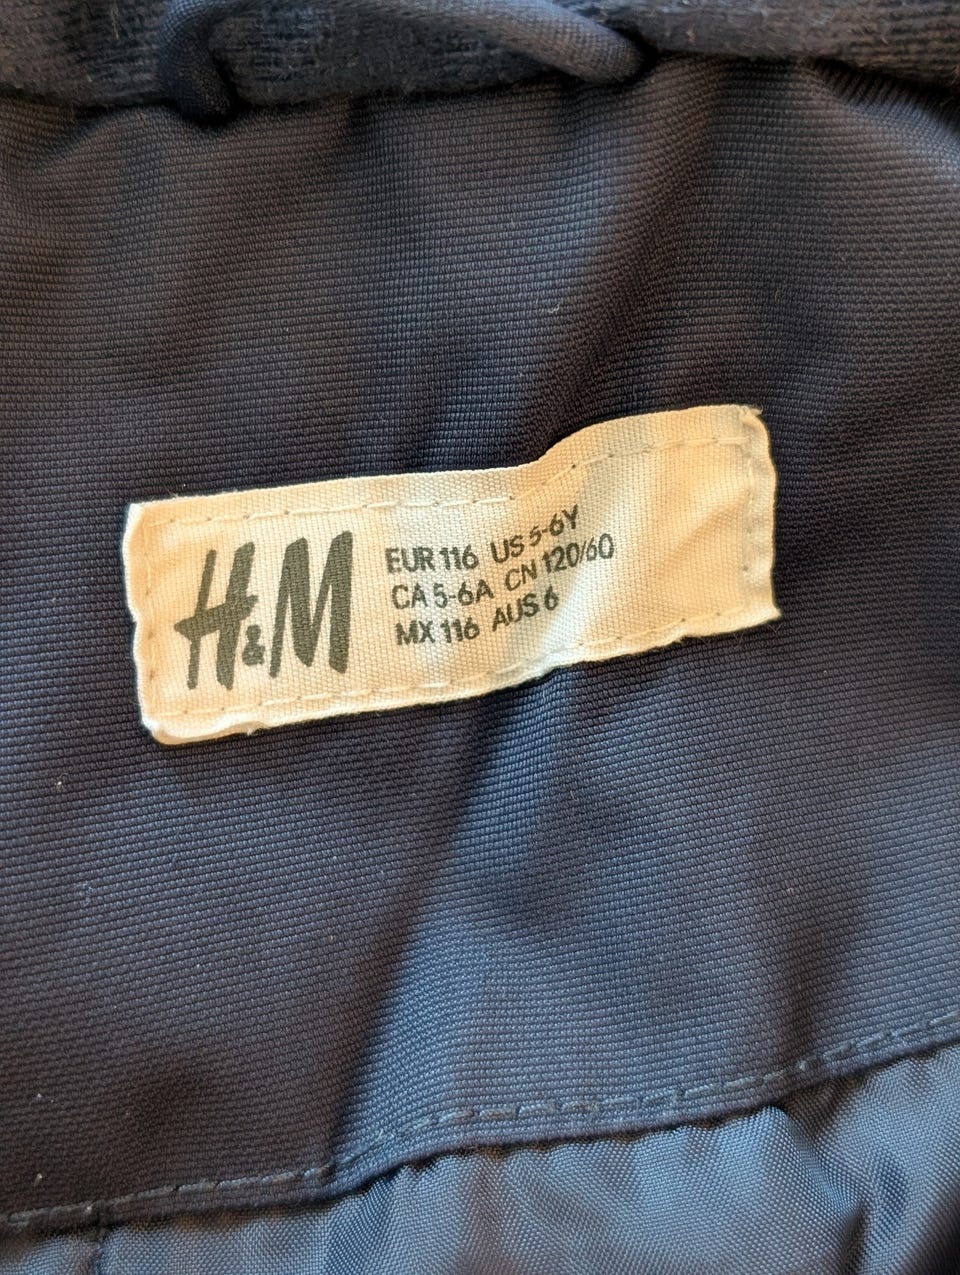 H&M
EUR 116 US 5-6Y
CA 5-6A CN 120/60
MX 116 AUS 6